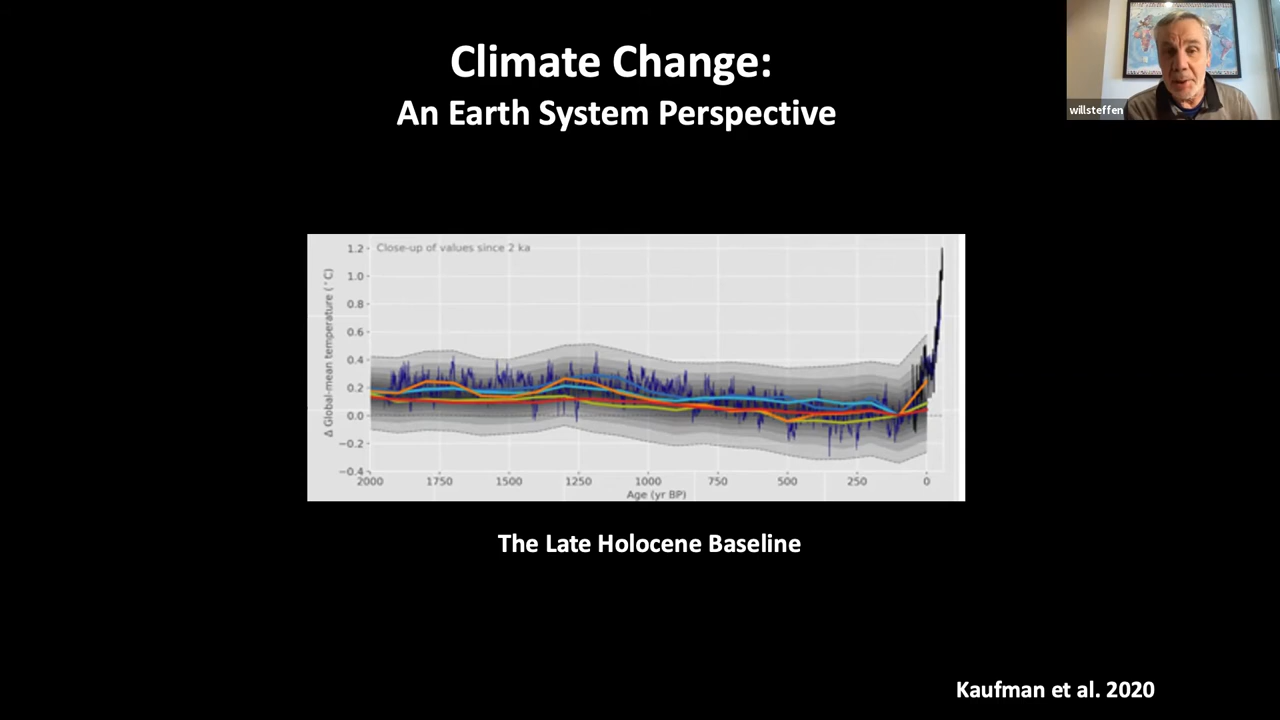 Climate Change:
An Earth System Perspective
willsteffen
Close-up of values since 2 ka
Δ Global-mean temperature (°C)
1.2
1.0
0.8
0.6
0.4
0.2
0.0
−0.2
−0.4
2000 1750 1500 1250 1000 750 500 250 0
Age (yr BP)
The Late Holocene Baseline
Kaufman et al. 2020